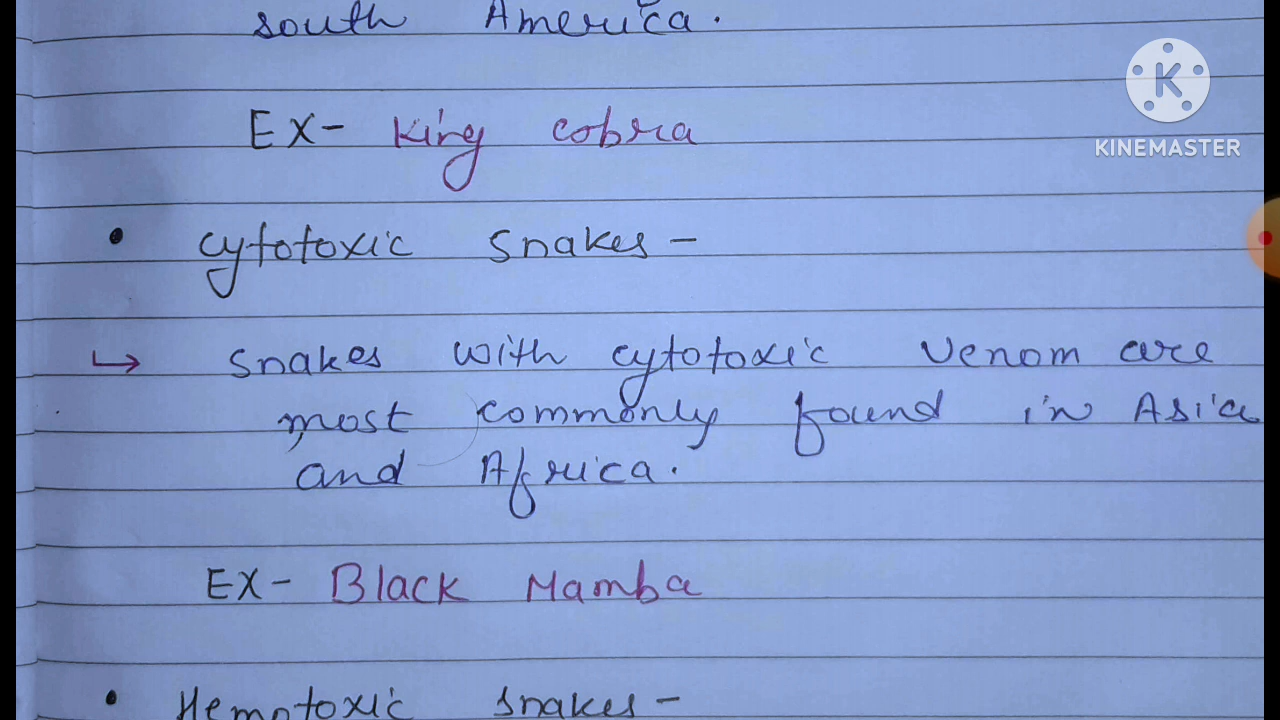 south America.
K
KINEMASTER
EX- King cobra
• Cytotoxic Snakes -
↳ Snakes with cytotoxic Venom are
most commonly found in Asia
and Africa.
EX- Black Mamba
• Hemotoxic snakes -